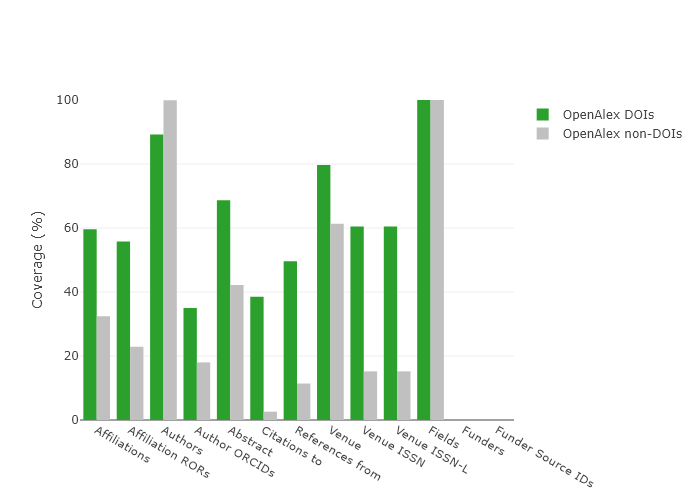 100
80
60
40
20
0
Coverage (%)
OpenAlex DOIs
OpenAlex non-DOIs
Affiliations
Affiliation RORs
Authors
Author ORCIDs
Abstract
Citations to
References from
Venue
Venue ISSN
Venue ISSN-L
Fields
Funders
Funder Source IDs